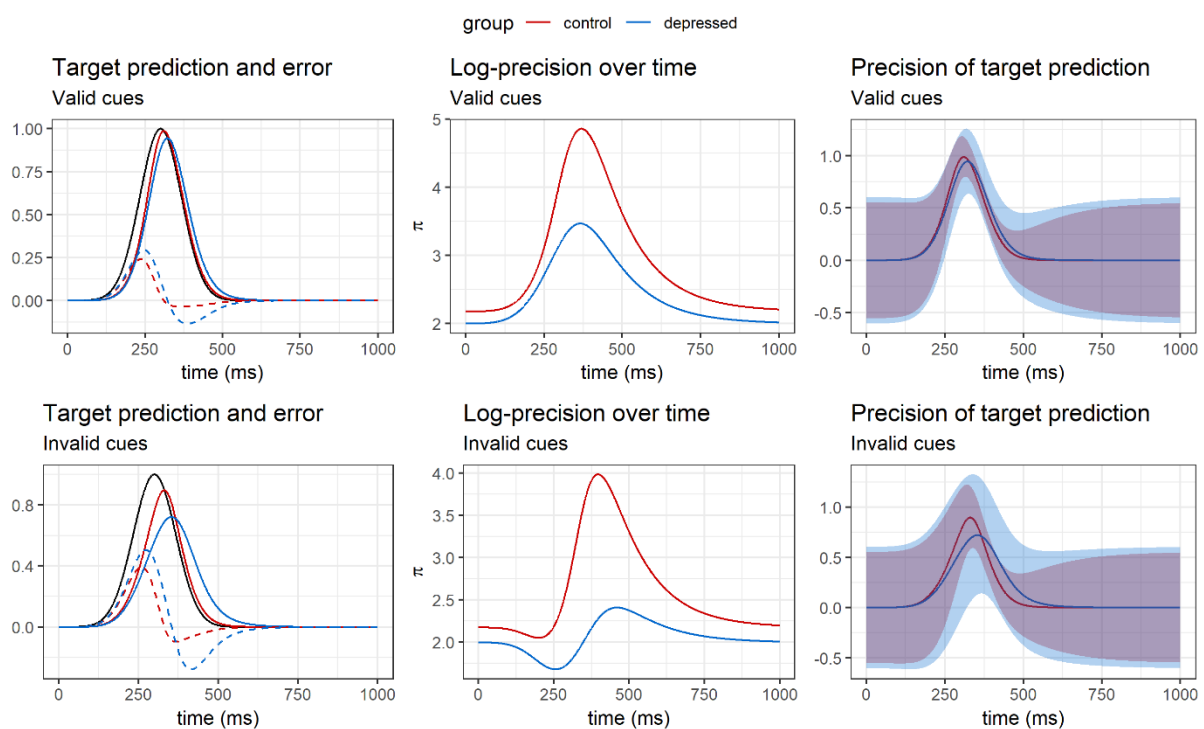 group control depressed
Target prediction and error
Valid cues
1.00
0.75
0.50
0.25
0.00
0 250 500 750 1000
time (ms)
Log-precision over time
Valid cues
5
4
3
2
π
0 250 500 750 1000
time (ms)
Precision of target prediction
Valid cues
1.0
0.5
0.0
-0.5
0 250 500 750 1000
time (ms)
Target prediction and error
Invalid cues
0.8
0.4
0.0
0 250 500 750 1000
time (ms)
Log-precision over time
Invalid cues
4.0
3.5
3.0
2.5
2.0
π
0 250 500 750 1000
time (ms)
Precision of target prediction
Invalid cues
1.0
0.5
0.0
-0.5
0 250 500 750 1000
time (ms)